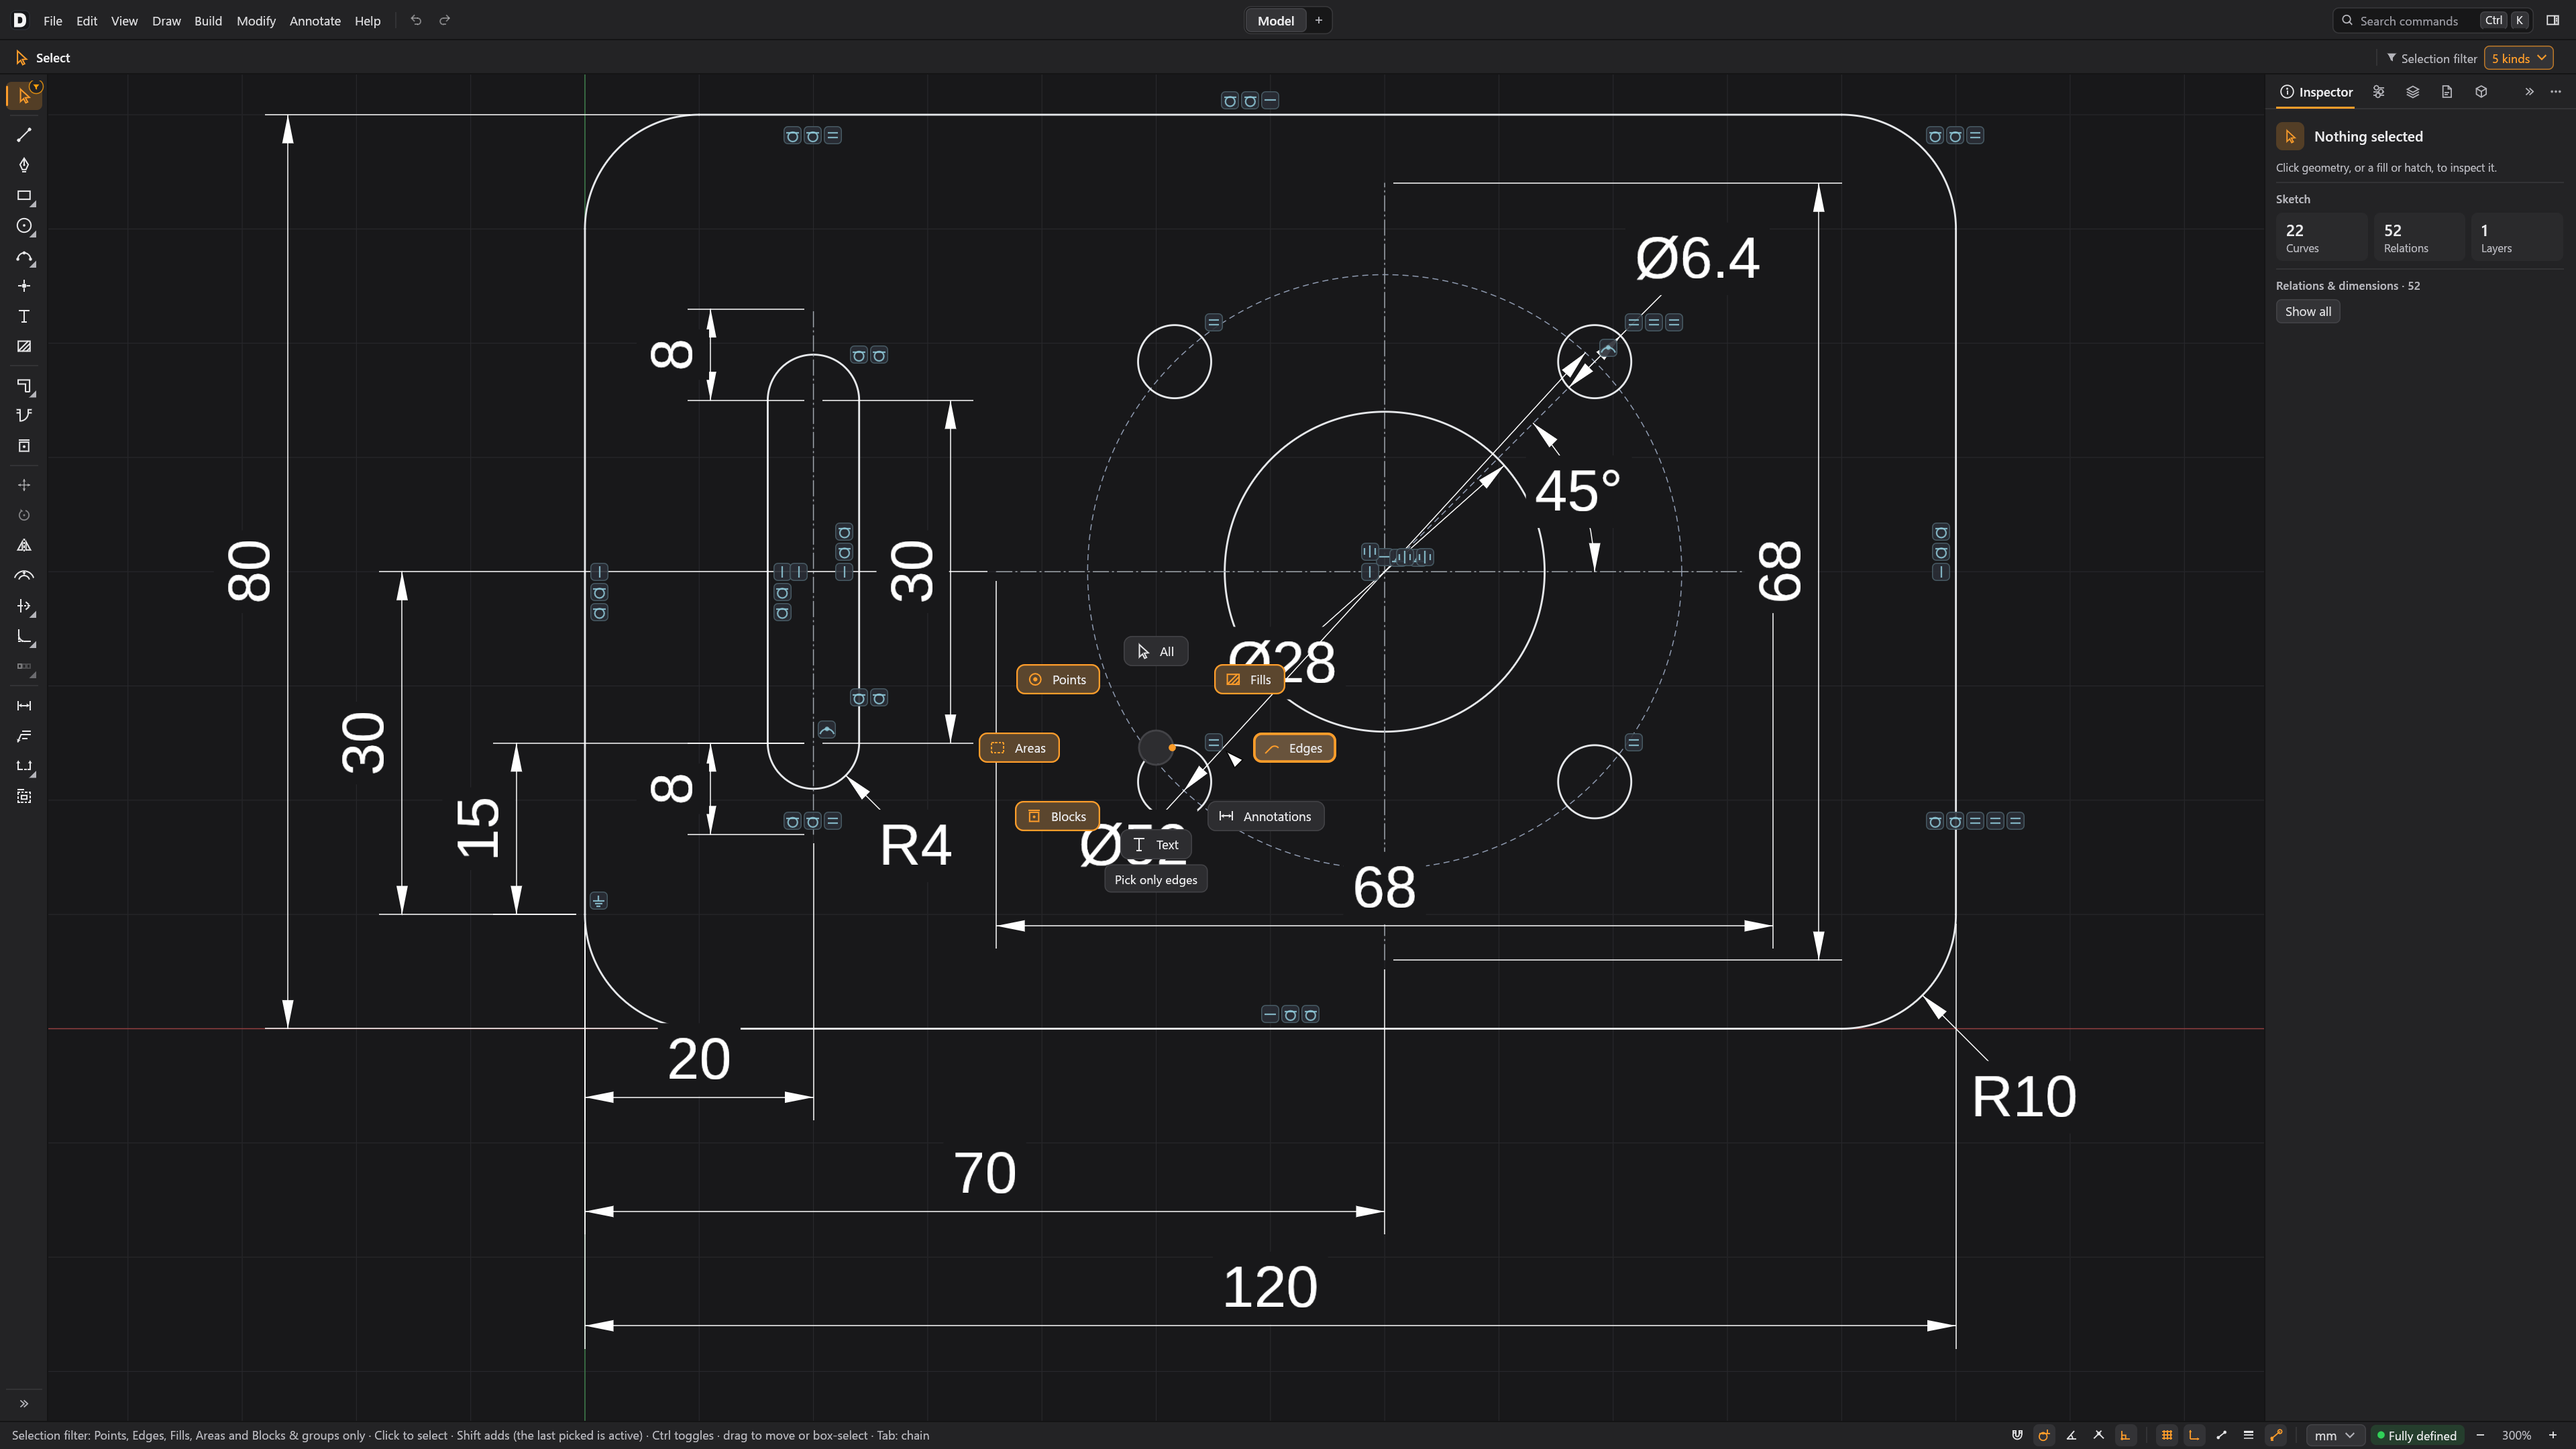 D File Edit View Draw Build Modify Annotate Help
Model +
Search commands Ctrl K
Select
Selection filter 5 kinds
Inspector
Nothing selected
Click geometry, or a fill or hatch, to inspect it.
Sketch
22 52 1
Curves Relations Layers
Relations & dimensions · 52
Show all
Ø6.4
8
45°
80
30
68
All
Ø28
Points
Fills
30
Areas
Edges
8
15
Blocks
Annotations
R4
Text
Pick only edges
68
20
R10
70
120
Selection filter: Points, Edges, Fills, Areas and Blocks & groups only · Click to select · Shift adds (the last picked is active) · Ctrl toggles · drag to move or box-select · Tab: chain
mm Fully defined − 300% +